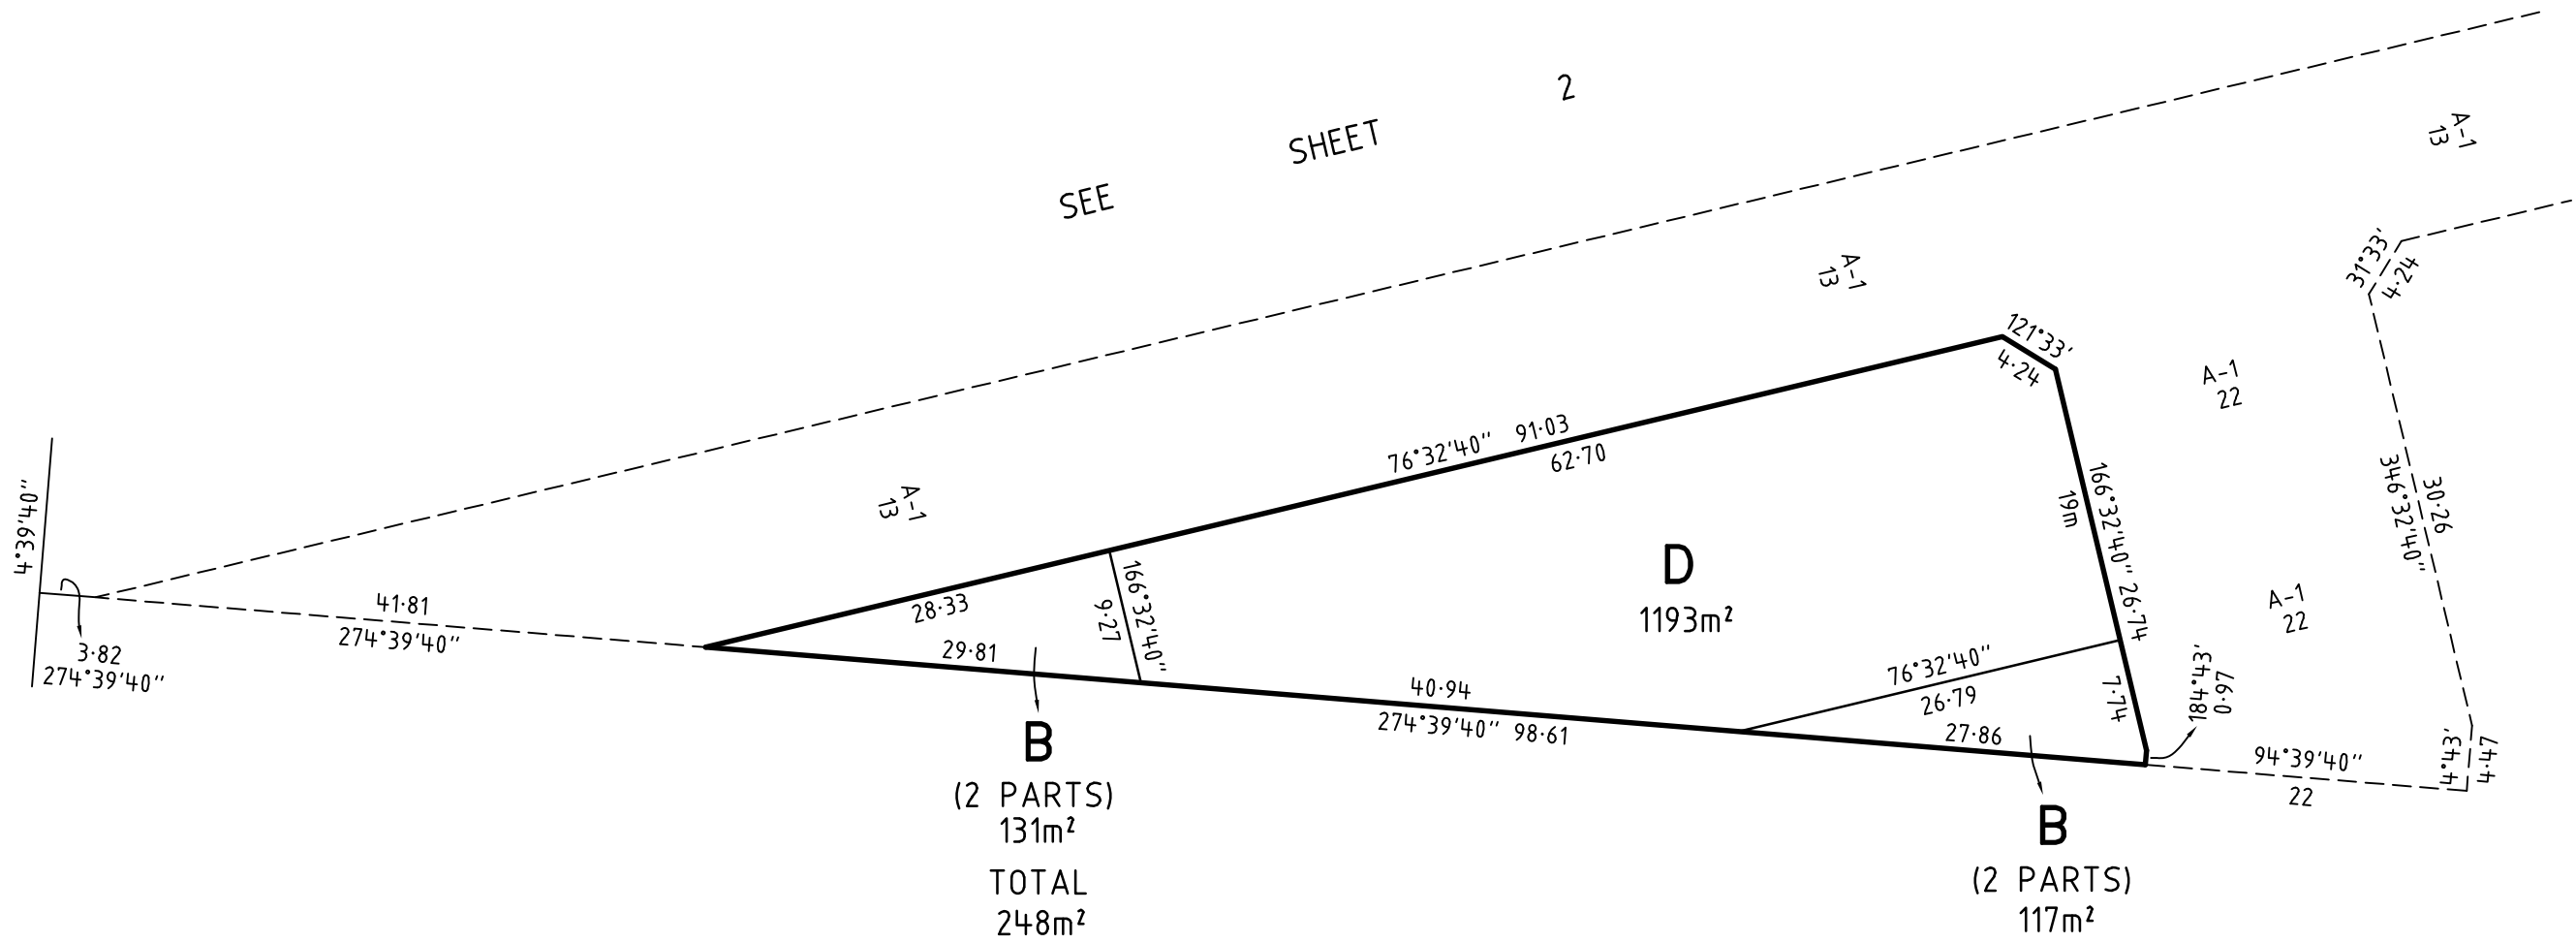 SEE SHEET 2
A-1
13
A-1
13
A-1
13
31°33'
4·24
121°33'
4·24
A-1
22
76°32'40" 91·03
62·70
4°39'40"
166°32'40" 26·74
19m
30·26
346°32'40"
D
1193m²
28·33
166°32'40"
9·27
41·81
274°39'40"
3·82
274°39'40"
29·81
A-1
22
76°32'40"
26·79
7·74
184°43'
0·97
40·94
274°39'40" 98·61
27·86
94°39'40"
22
4°43'
4·47
B
(2 PARTS)
131m²
TOTAL
248m²
B
(2 PARTS)
117m²